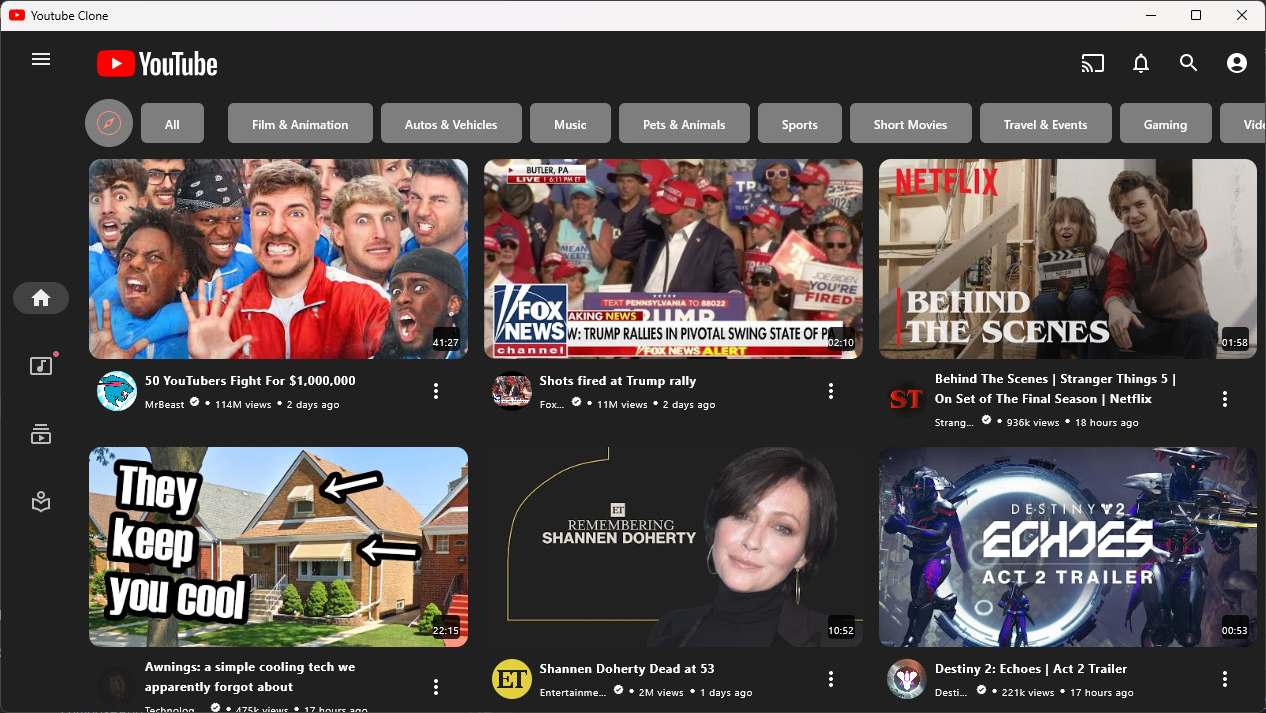 Youtube Clone
YouTube
All
Film & Animation
Autos & Vehicles
Music
Pets & Animals
Sports
Short Movies
Travel & Events
Gaming
Vide
BUTLER, PA
LIVE 6:11 PM ET
TEXT PENNSYLVANIA TO 88022
TRUMP
BREAKING NEWS
JOE BIDEN
YOU'RE
FIRED!
FOX
NEWS
channel
W: TRUMP RALLIES IN PIVOTAL SWING STATE OF P
FOX NEWS ALERT
NETFLIX
BEHIND
THE SCENES
41:27
02:10
01:58
50 YouTubers Fight For $1,000,000
MrBeast • 114M views • 2 days ago
Shots fired at Trump rally
Fox... • 11M views • 2 days ago
ST
Behind The Scenes | Stranger Things 5 |
On Set of The Final Season | Netflix
Strang... • 936k views • 18 hours ago
They
keep
you cool
22:15
ET
REMEMBERING
SHANNEN DOHERTY
10:52
DESTINY 2
ECHOES
ACT 2 TRAILER
00:53
Awnings: a simple cooling tech we
apparently forgot about
Technolog... • 475k views • 17 hours ago
ET
Shannen Doherty Dead at 53
Entertainme... • 2M views • 1 days ago
Destiny 2: Echoes | Act 2 Trailer
Desti... • 221k views • 17 hours ago